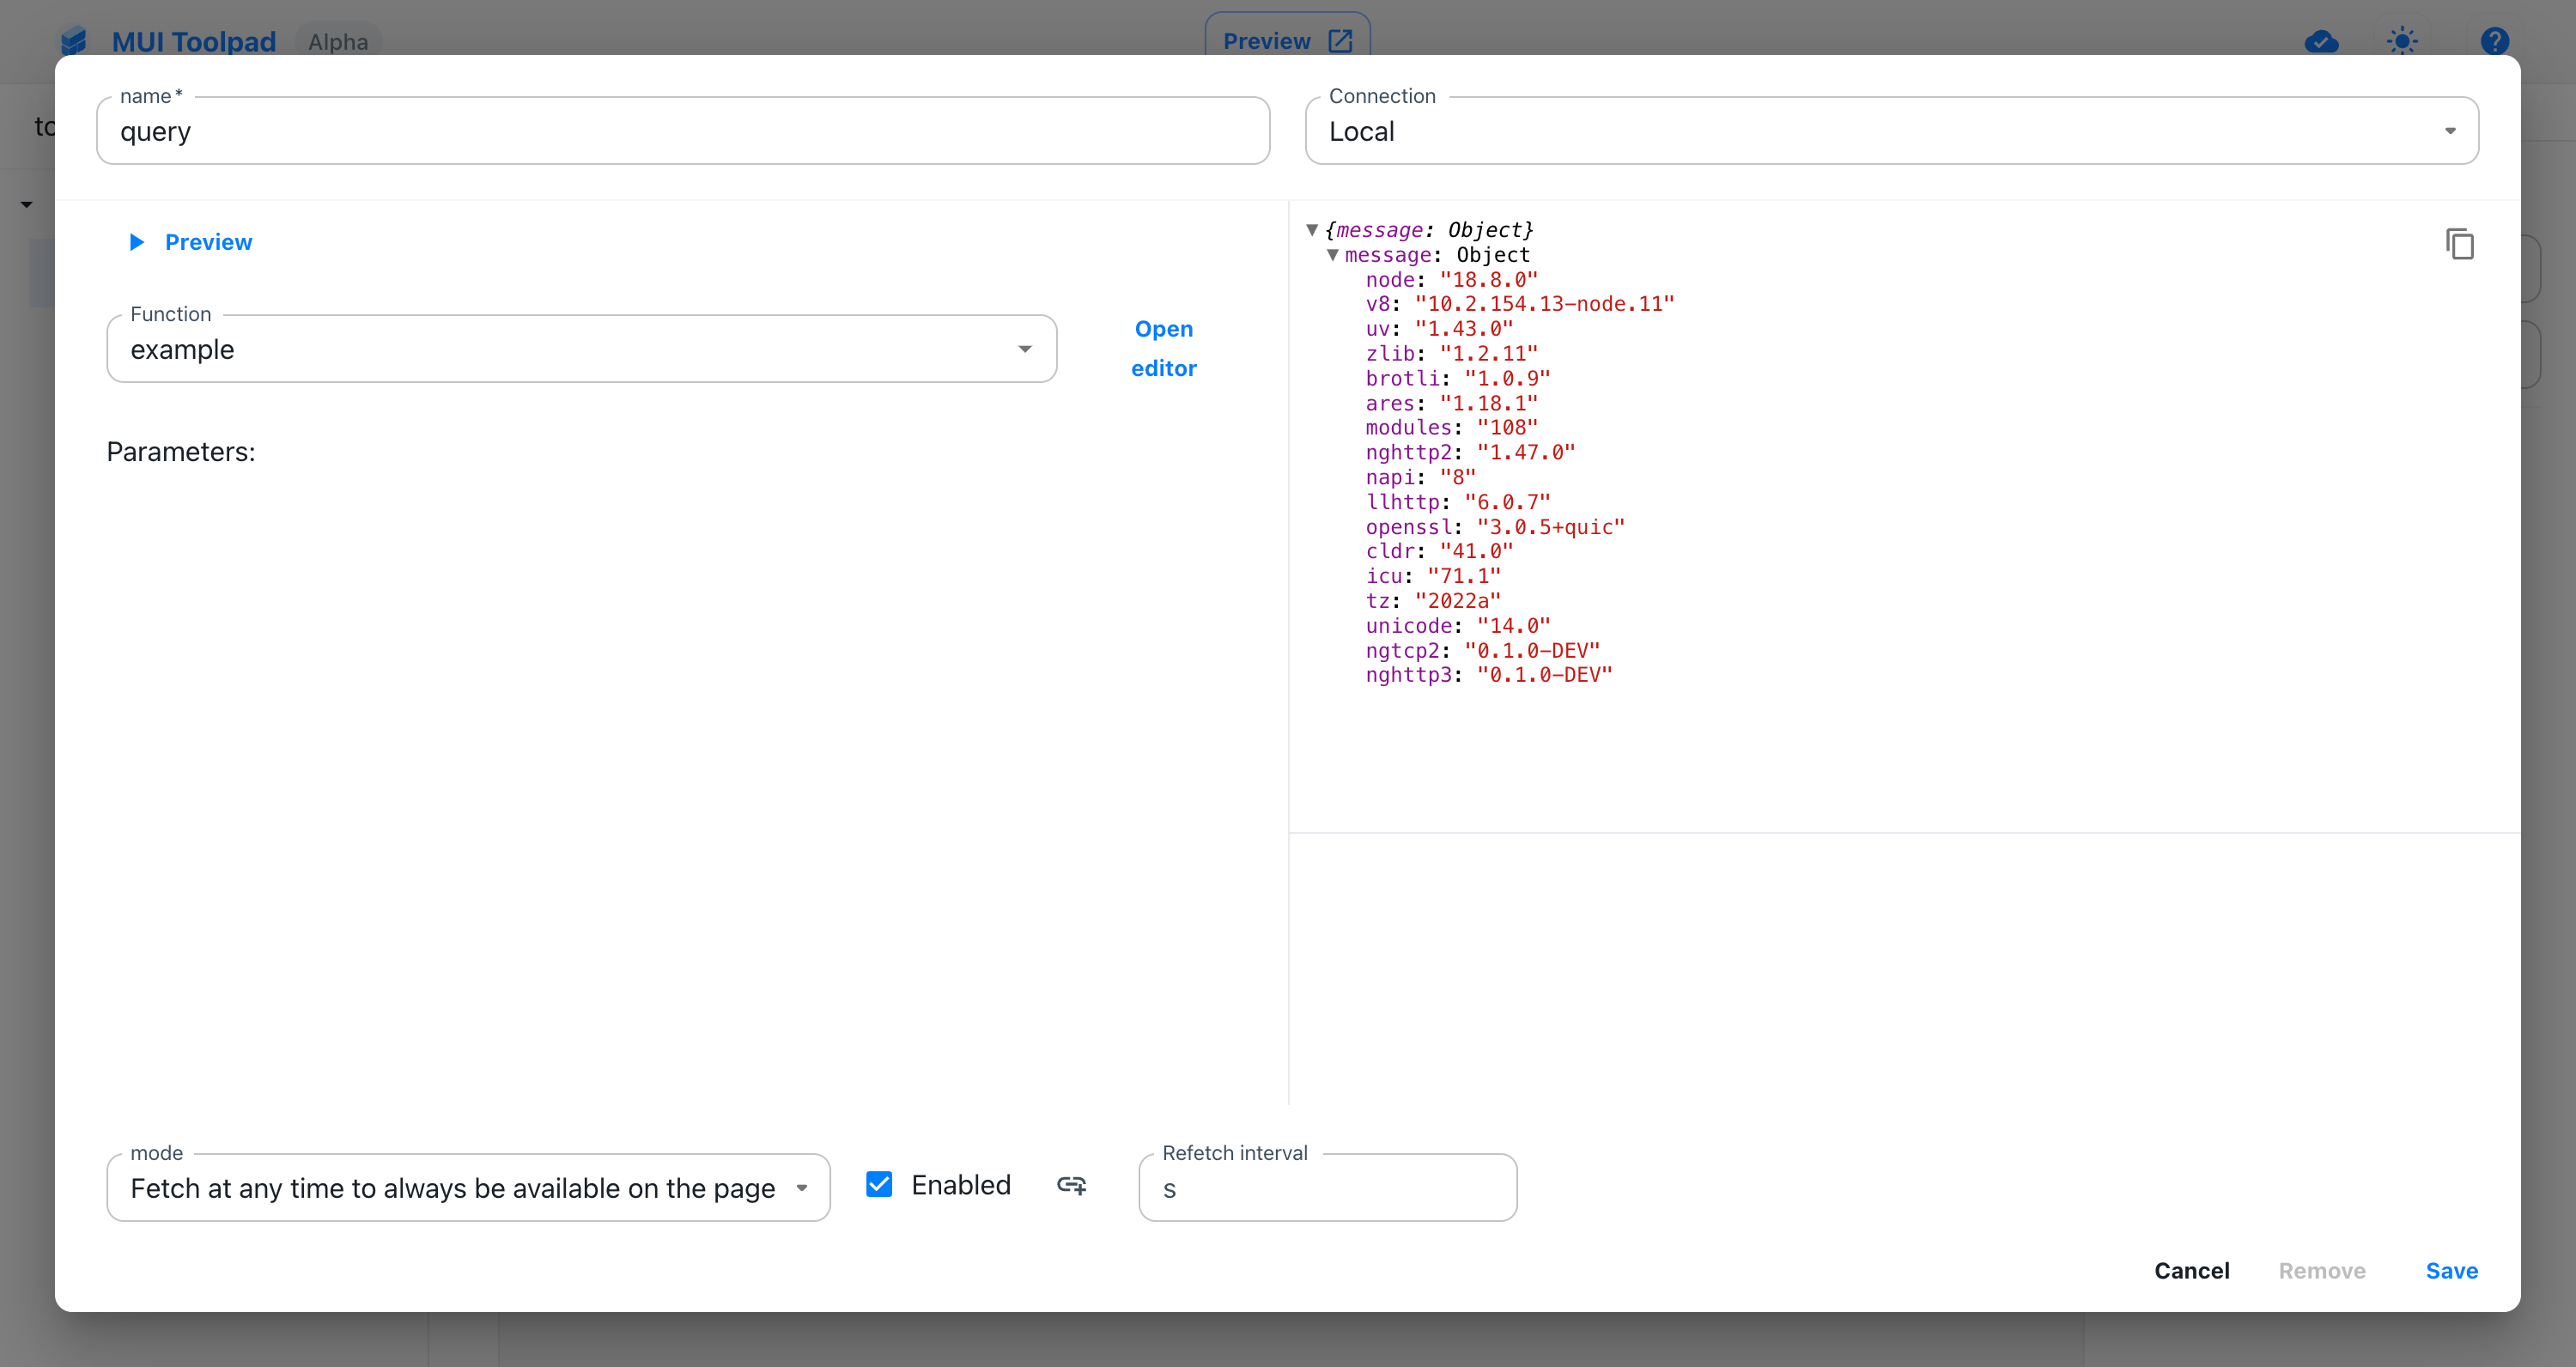 MUI Toolpad Alpha Preview
name *
query
Connection
Local
Preview
Function
example
Open
editor
Parameters:
{message: Object}
message: Object
node: "18.8.0"
v8: "10.2.154.13-node.11"
uv: "1.43.0"
zlib: "1.2.11"
brotli: "1.0.9"
ares: "1.18.1"
modules: "108"
nghttp2: "1.47.0"
napi: "8"
llhttp: "6.0.7"
openssl: "3.0.5+quic"
cldr: "41.0"
icu: "71.1"
tz: "2022a"
unicode: "14.0"
ngtcp2: "0.1.0-DEV"
nghttp3: "0.1.0-DEV"
mode
Fetch at any time to always be available on the page
Enabled
Refetch interval
s
Cancel Remove Save